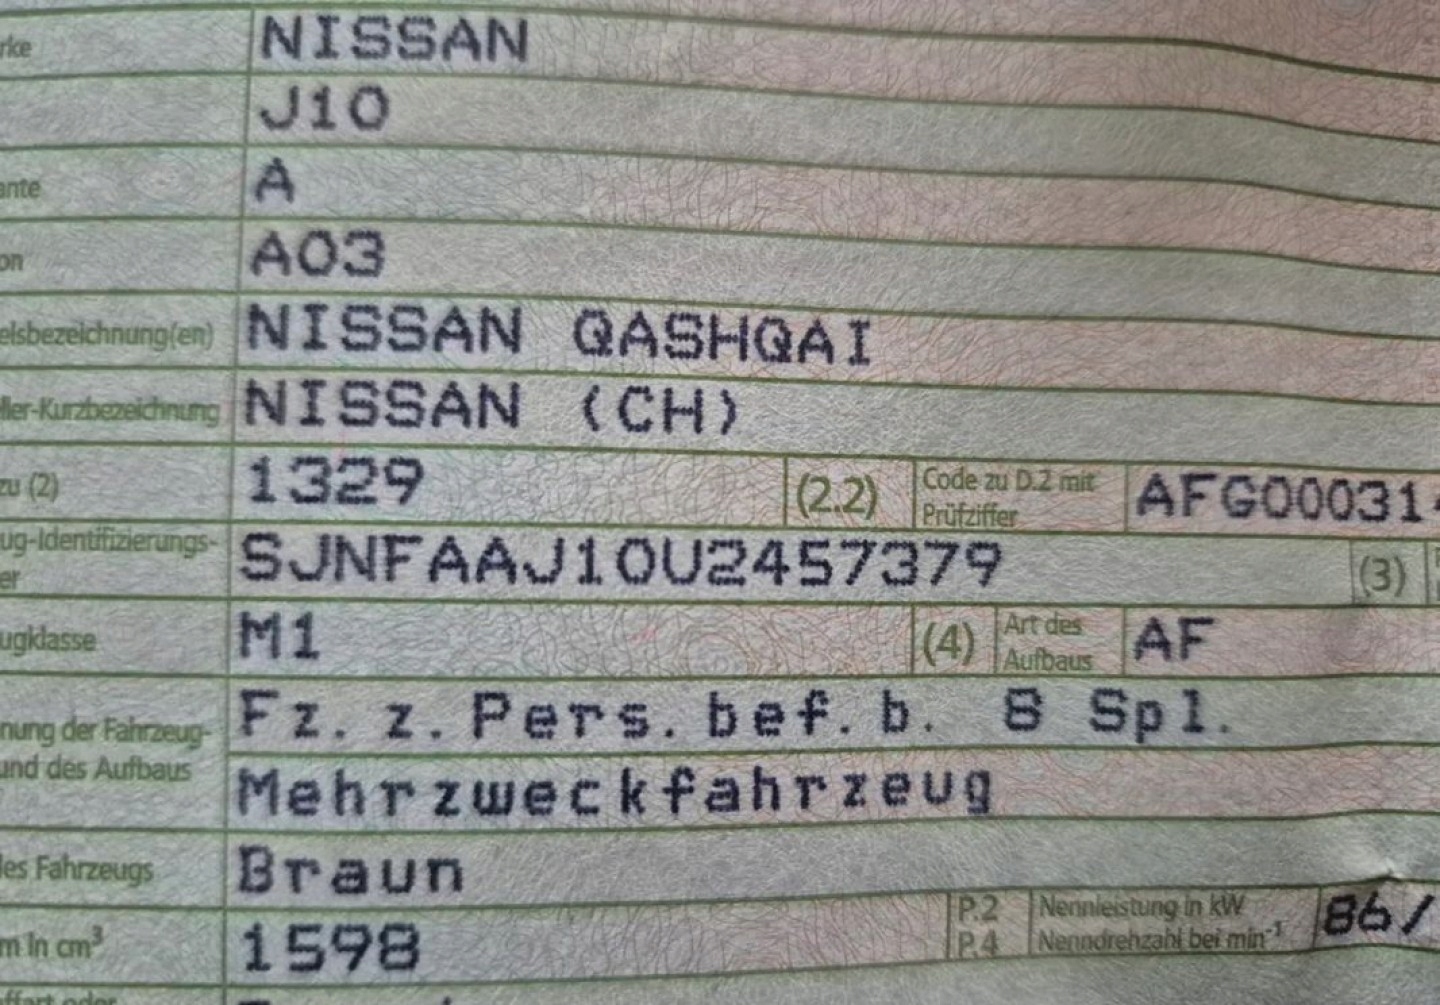 rke NISSAN
J10
ante A
on A03
elsbezeichnung(en) NISSAN QASHQAI
ller-Kurzbezeichnung NISSAN (CH)
zu (2) 1329 (2.2) Code zu D.2 mit Prüfziffer AFG00031
ug-Identifizierungs-
er SJNFAAJ10U2457379 (3)
ugklasse M1 (4) Art des Aufbaus AF
nung der Fahrzeug- Fz. z. Pers. bef. b. 8 Spl.
und des Aufbaus Mehrzweckfahrzeug
des Fahrzeugs Braun
m in cm³ 1598 P.2 Nennleistung in kW 86/
P.4 Nenndrehzahl bei min⁻¹